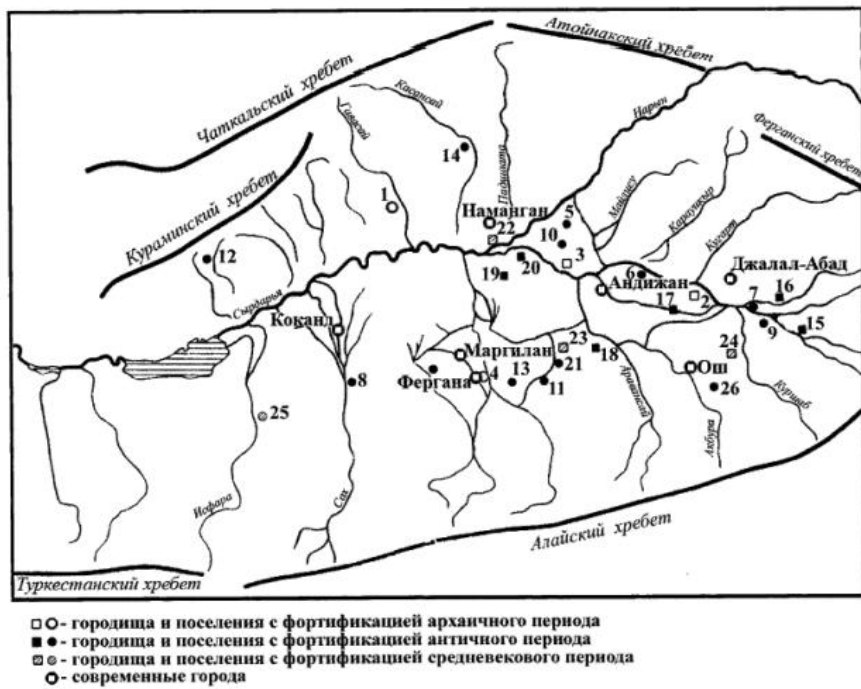 Атойнакский хребет
Чаткальский хребет
Касансай
Гавасай
Нарын
Ферганский хребет
Падшаата
14
Майлису
Кураминский хребет
1
Караункыр
Наманган
5
Кугарт
22
10
12
3
6
Джалал-Абад
20
19
Андижан
16
Сырдарья
17
2
7
Коканд
15
9
Маргилан
23
24
18
Фергана
4
13
21
Ош
8
11
26
Куршаб
25
Аравансай
Акбура
Исфара
Сох
Алайский хребет
Туркестанский хребет
- городища и поселения с фортификацией архаичного периода
- городища и поселения с фортификацией античного периода
- городища и поселения с фортификацией средневекового периода
- современные города